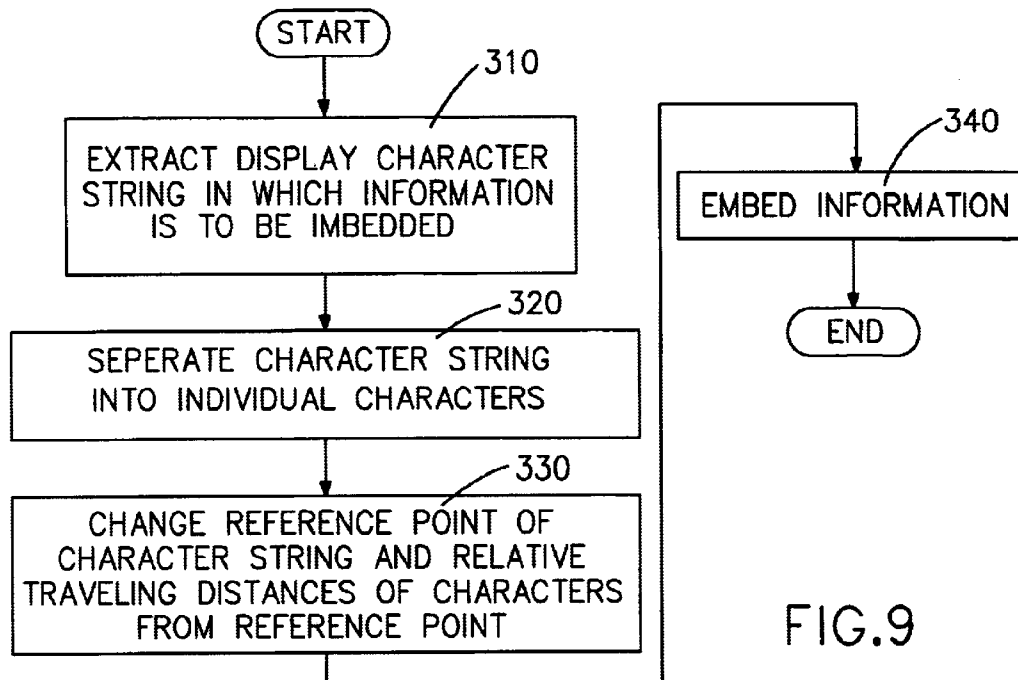 START
310
EXTRACT DISPLAY CHARACTER
STRING IN WHICH INFORMATION
IS TO BE IMBEDDED
320
SEPERATE CHARACTER STRING
INTO INDIVIDUAL CHARACTERS
330
CHANGE REFERENCE POINT OF
CHARACTER STRING AND RELATIVE
TRAVELING DISTANCES OF CHARACTERS
FROM REFERENCE POINT
340
EMBED INFORMATION
END
FIG.9